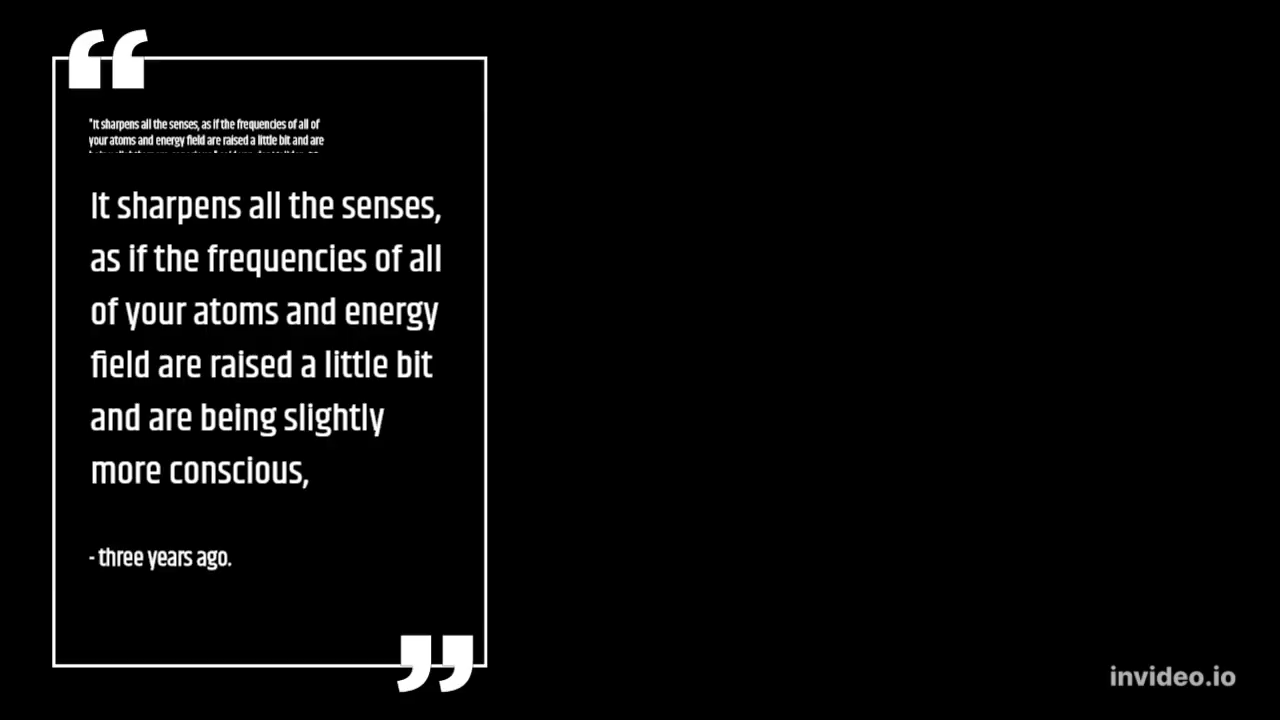 "It sharpens all the senses, as if the frequencies of all of
your atoms and energy field are raised a little bit and are
It sharpens all the senses,
as if the frequencies of all
of your atoms and energy
field are raised a little bit
and are being slightly
more conscious,
- three years ago.
invideo.io